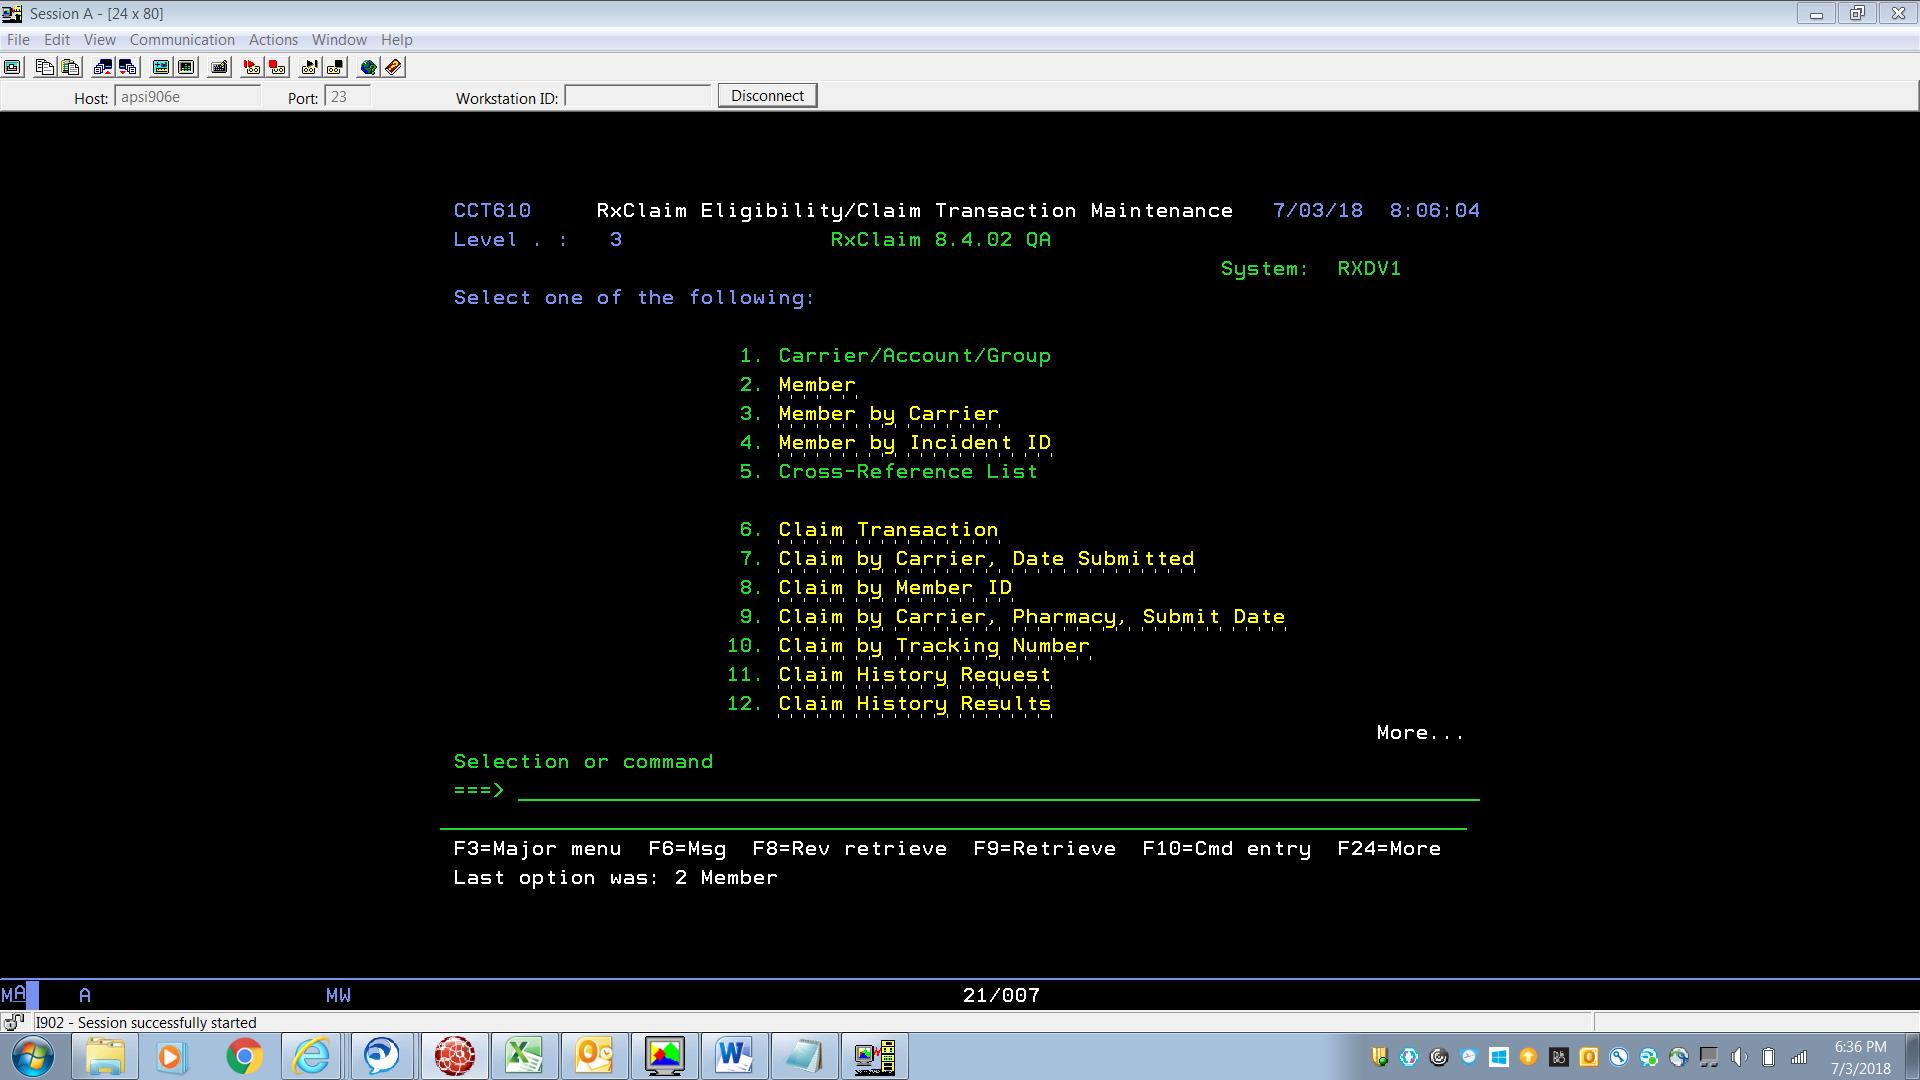 Session A - [24 x 80]
File Edit View Communication Actions Window Help
Host: apsi906e Port: 23 Workstation ID: Disconnect
CCT610 RxClaim Eligibility/Claim Transaction Maintenance 7/03/18 8:06:04
Level . : 3 RxClaim 8.4.02 QA
System: RXDV1
Select one of the following:
1. Carrier/Account/Group
2. Member
3. Member by Carrier
4. Member by Incident ID
5. Cross-Reference List
6. Claim Transaction
7. Claim by Carrier, Date Submitted
8. Claim by Member ID
9. Claim by Carrier, Pharmacy, Submit Date
10. Claim by Tracking Number
11. Claim History Request
12. Claim History Results
More...
Selection or command
===>
F3=Major menu F6=Msg F8=Rev retrieve F9=Retrieve F10=Cmd entry F24=More
Last option was: 2 Member
MA A MW 21/007
I902 - Session successfully started
6:36 PM
7/3/2018